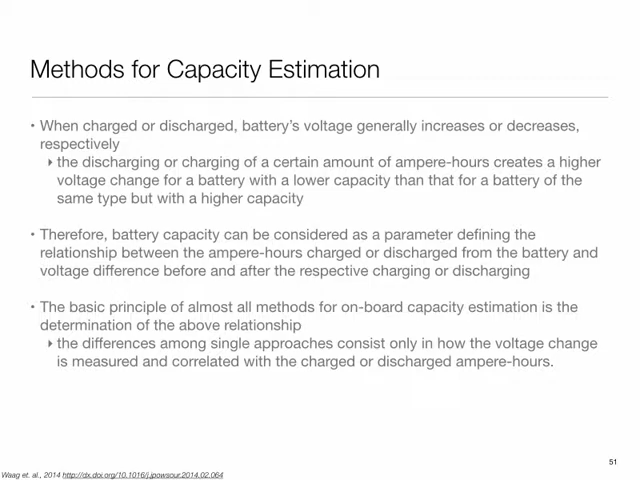 Methods for Capacity Estimation
• When charged or discharged, battery's voltage generally increases or decreases,
respectively
‣ the discharging or charging of a certain amount of ampere-hours creates a higher
voltage change for a battery with a lower capacity than that for a battery of the
same type but with a higher capacity
• Therefore, battery capacity can be considered as a parameter defining the
relationship between the ampere-hours charged or discharged from the battery and
voltage difference before and after the respective charging or discharging
• The basic principle of almost all methods for on-board capacity estimation is the
determination of the above relationship
‣ the differences among single approaches consist only in how the voltage change
is measured and correlated with the charged or discharged ampere-hours.
51
Waag et. al., 2014 http://dx.doi.org/10.1016/j.jpowsour.2014.02.064